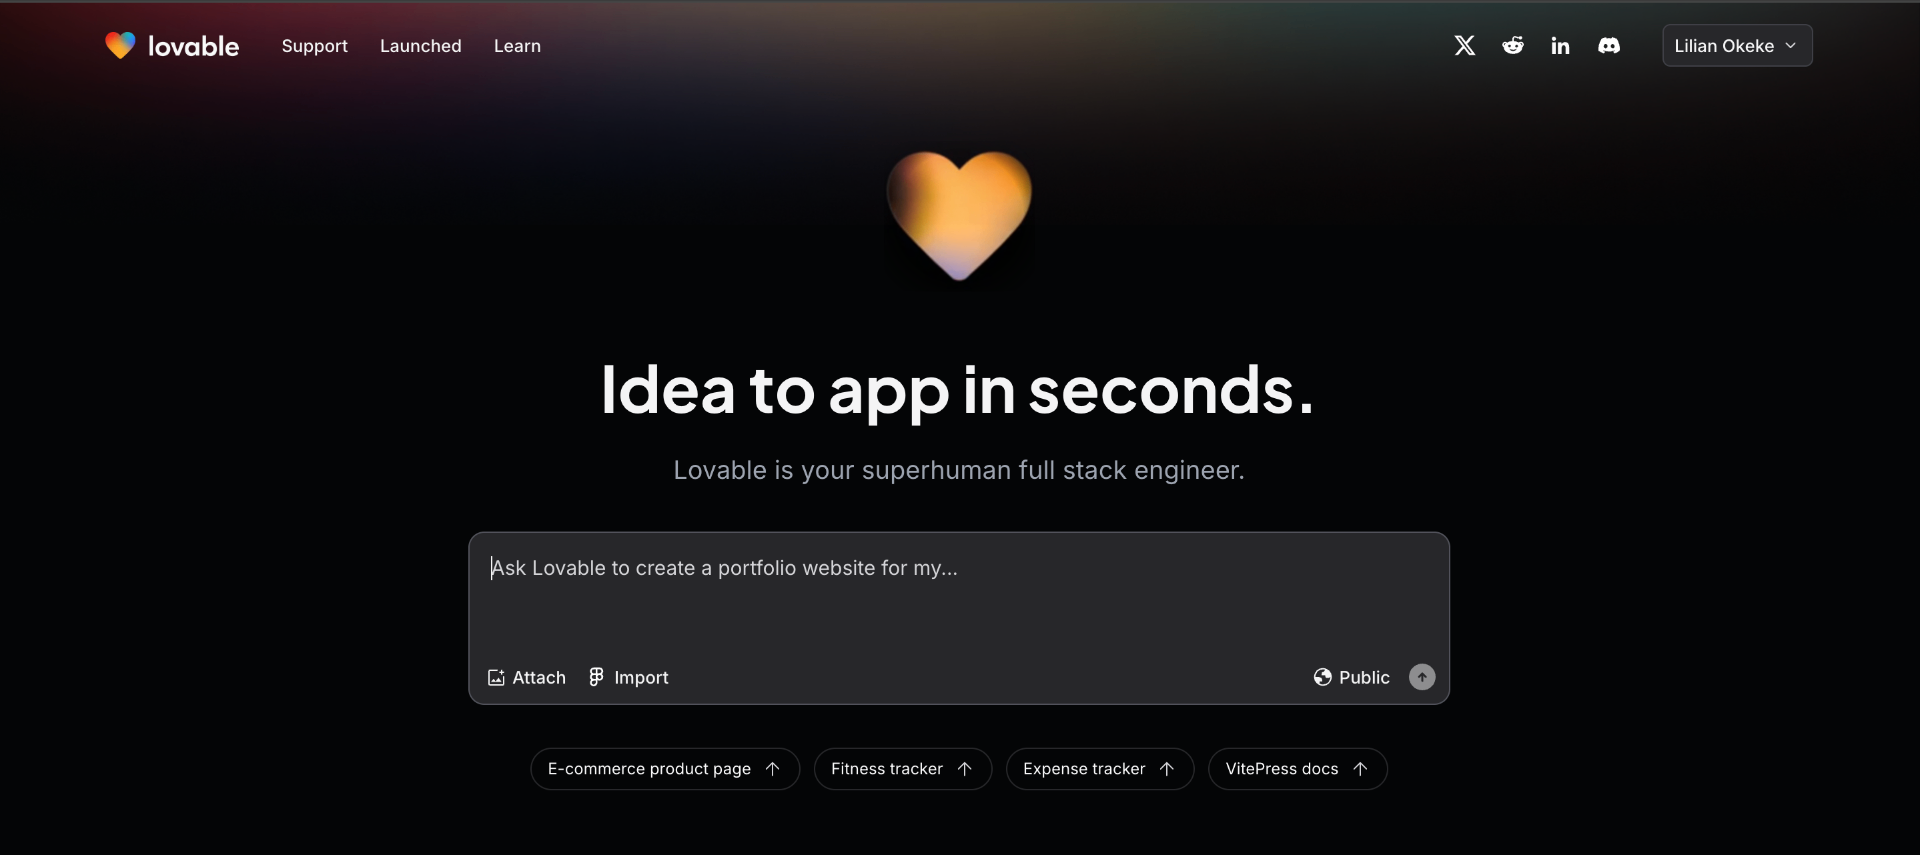 lovable Support Launched Learn Lilian Okeke
Idea to app in seconds.
Lovable is your superhuman full stack engineer.
Ask Lovable to create a portfolio website for my...
Attach Import Public
E-commerce product page Fitness tracker Expense tracker VitePress docs